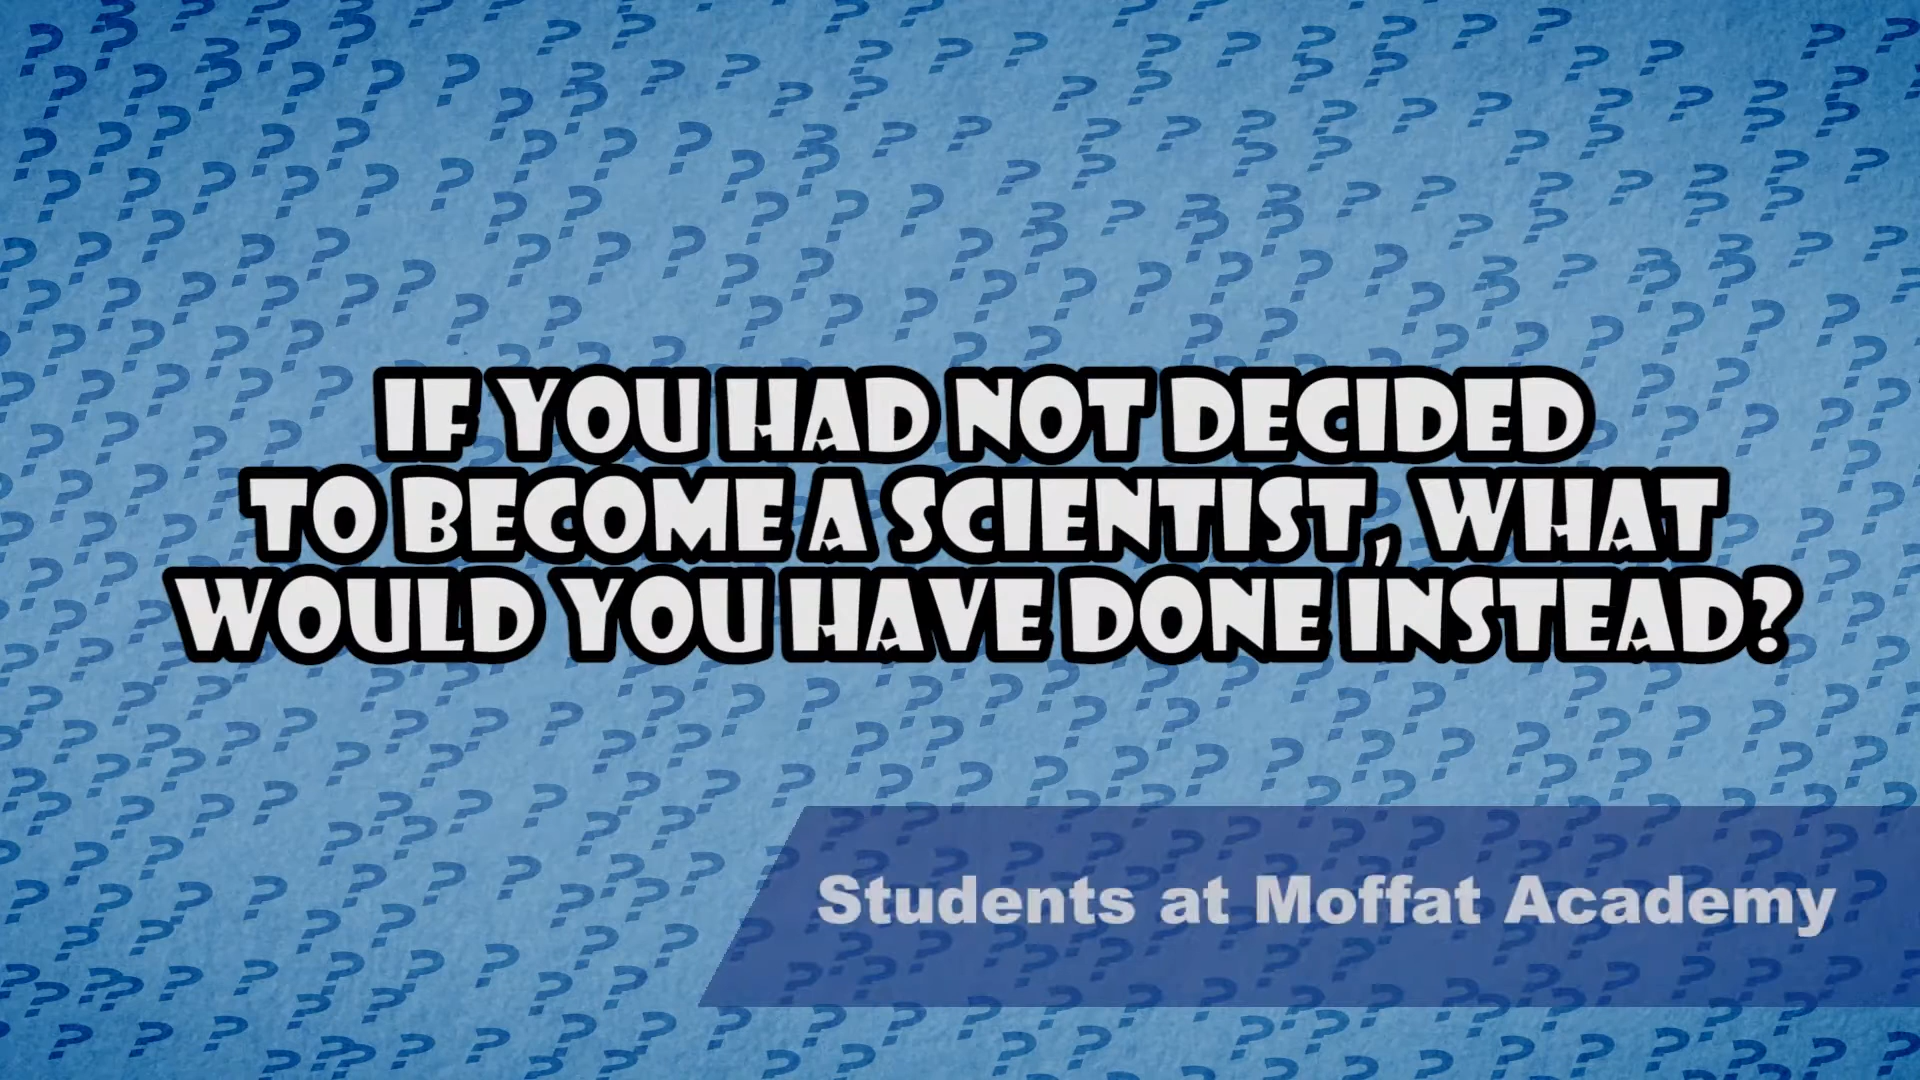 IF YOU HAD NOT DECIDED
TO BECOME A SCIENTIST, WHAT
WOULD YOU HAVE DONE INSTEAD?
Students at Moffat Academy